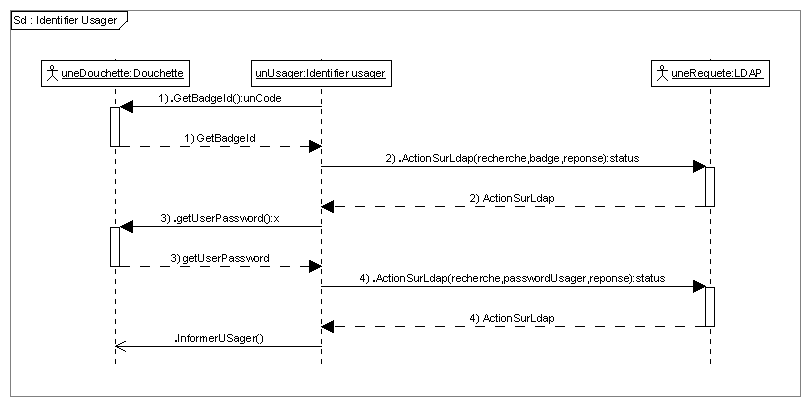 Sd : Identifier Usager
uneDouchette:Douchette
unUsager:Identifier usager
uneRequete:LDAP
1) .GetBadgeId():unCode
1) GetBadgeId
2) .ActionSurLdap(recherche,badge,reponse):status
2) ActionSurLdap
3) .getUserPassword():x
3) getUserPassword
4) .ActionSurLdap(recherche,passwordUsager,reponse):status
4) ActionSurLdap
.InformerUSager()